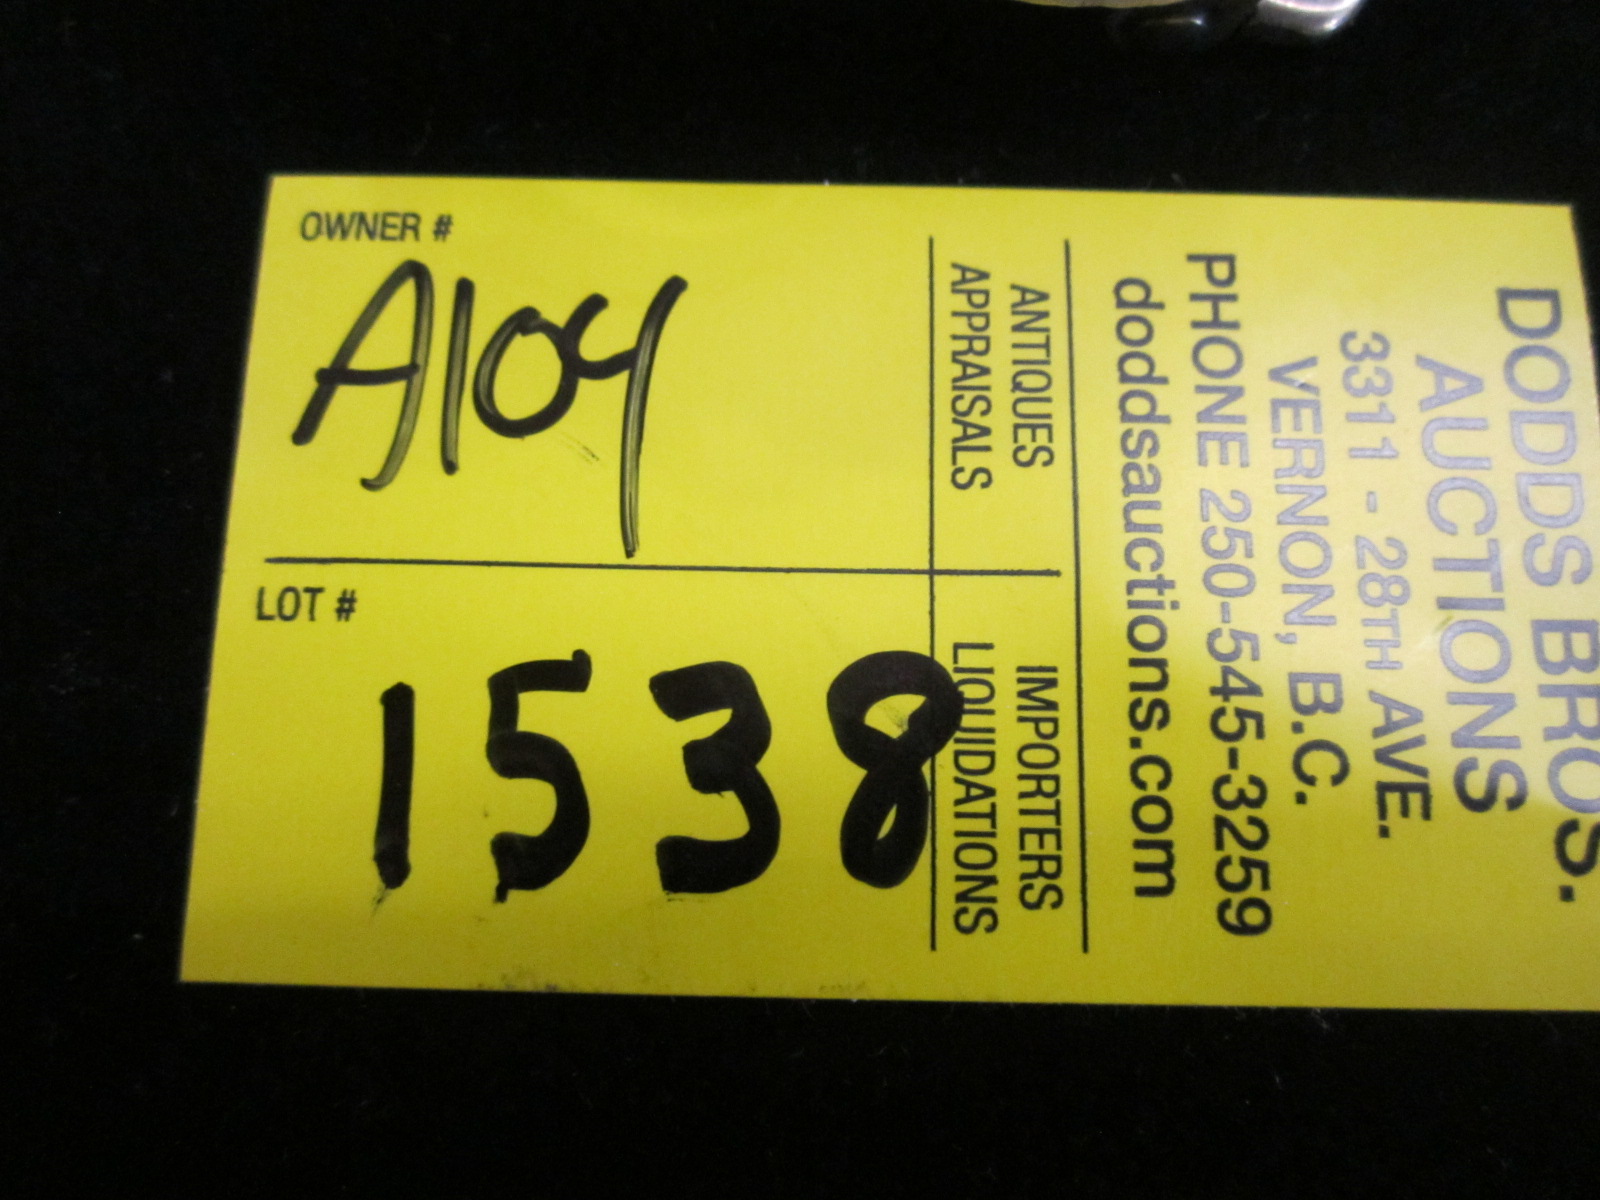 OWNER #
A104
LOT #
1538
DODDS BROS.
AUCTIONS
3311 - 28TH AVE.
VERNON, B.C.
PHONE 250-545-3259
doddsauctions.com
ANTIQUES IMPORTERS
APPRAISALS LIQUIDATIONS